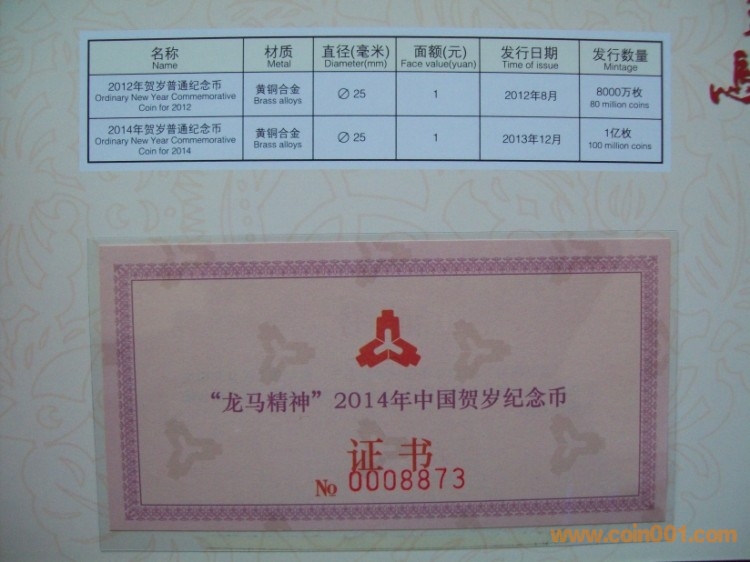 名称 材质 直径(毫米) 面额(元) 发行日期 发行数量
Name Metal Diameter(mm) Face value(yuan) Time of issue Mintage
2012年贺岁普通纪念币 黄铜合金 ∅ 25 1 2012年8月 8000万枚
Ordinary New Year Commemorative Brass alloys 80 million coins
Coin for 2012
2014年贺岁普通纪念币 黄铜合金 ∅ 25 1 2013年12月 1亿枚
Ordinary New Year Commemorative Brass alloys 100 million coins
Coin for 2014
“龙马精神”2014年中国贺岁纪念币
证书
No 0008873
www.coin001.com